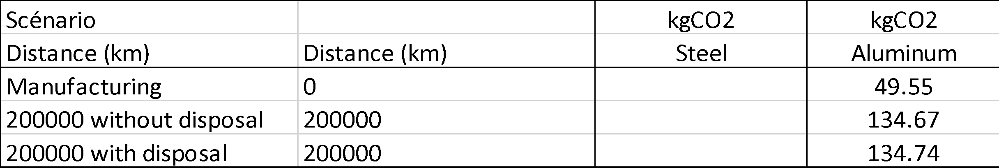 Scénario kgCO2 kgCO2
Distance (km) Distance (km) Steel Aluminum
Manufacturing 0 49.55
200000 without disposal 200000 134.67
200000 with disposal 200000 134.74